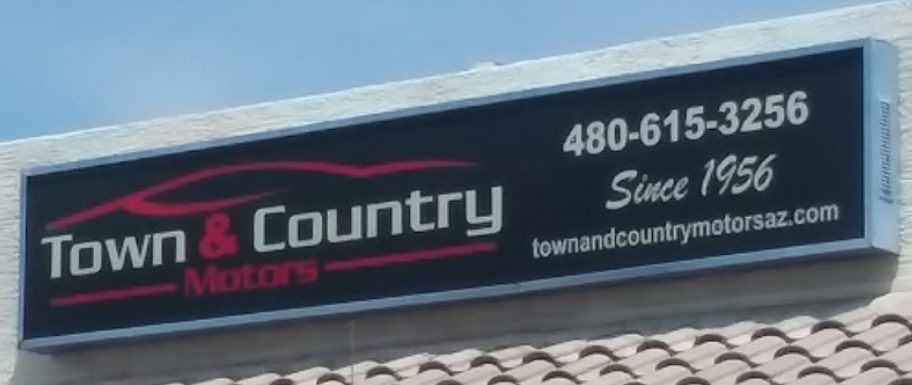 Town & Country
Motors
480-615-3256
Since 1956
townandcountrymotorsaz.com